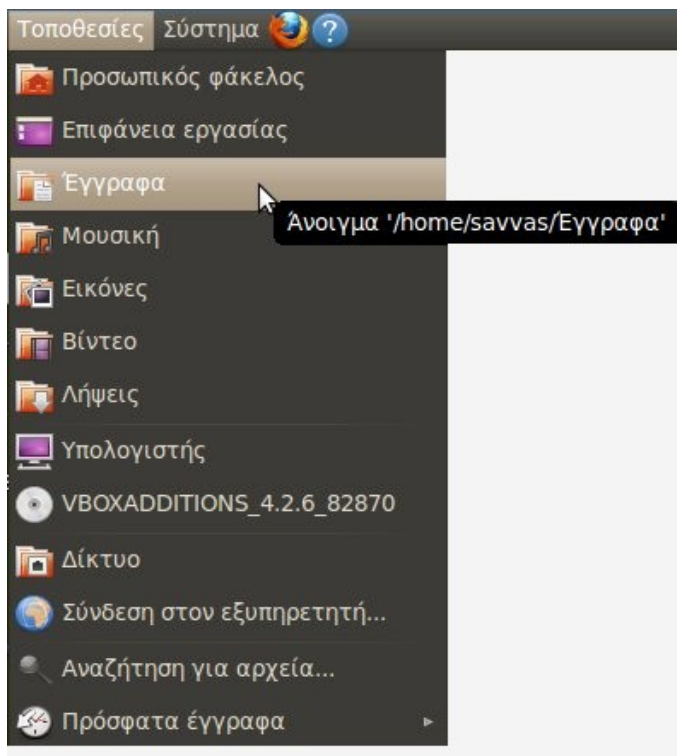 Τοποθεσίες Σύστημα ?
Προσωπικός φάκελος
Επιφάνεια εργασίας
Έγγραφα
Άνοιγμα '/home/savvas/Έγγραφα'
Μουσική
Εικόνες
Βίντεο
Λήψεις
Υπολογιστής
VBOXADDITIONS_4.2.6_82870
Δίκτυο
Σύνδεση στον εξυπηρετητή...
Αναζήτηση για αρχεία...
Πρόσφατα έγγραφα